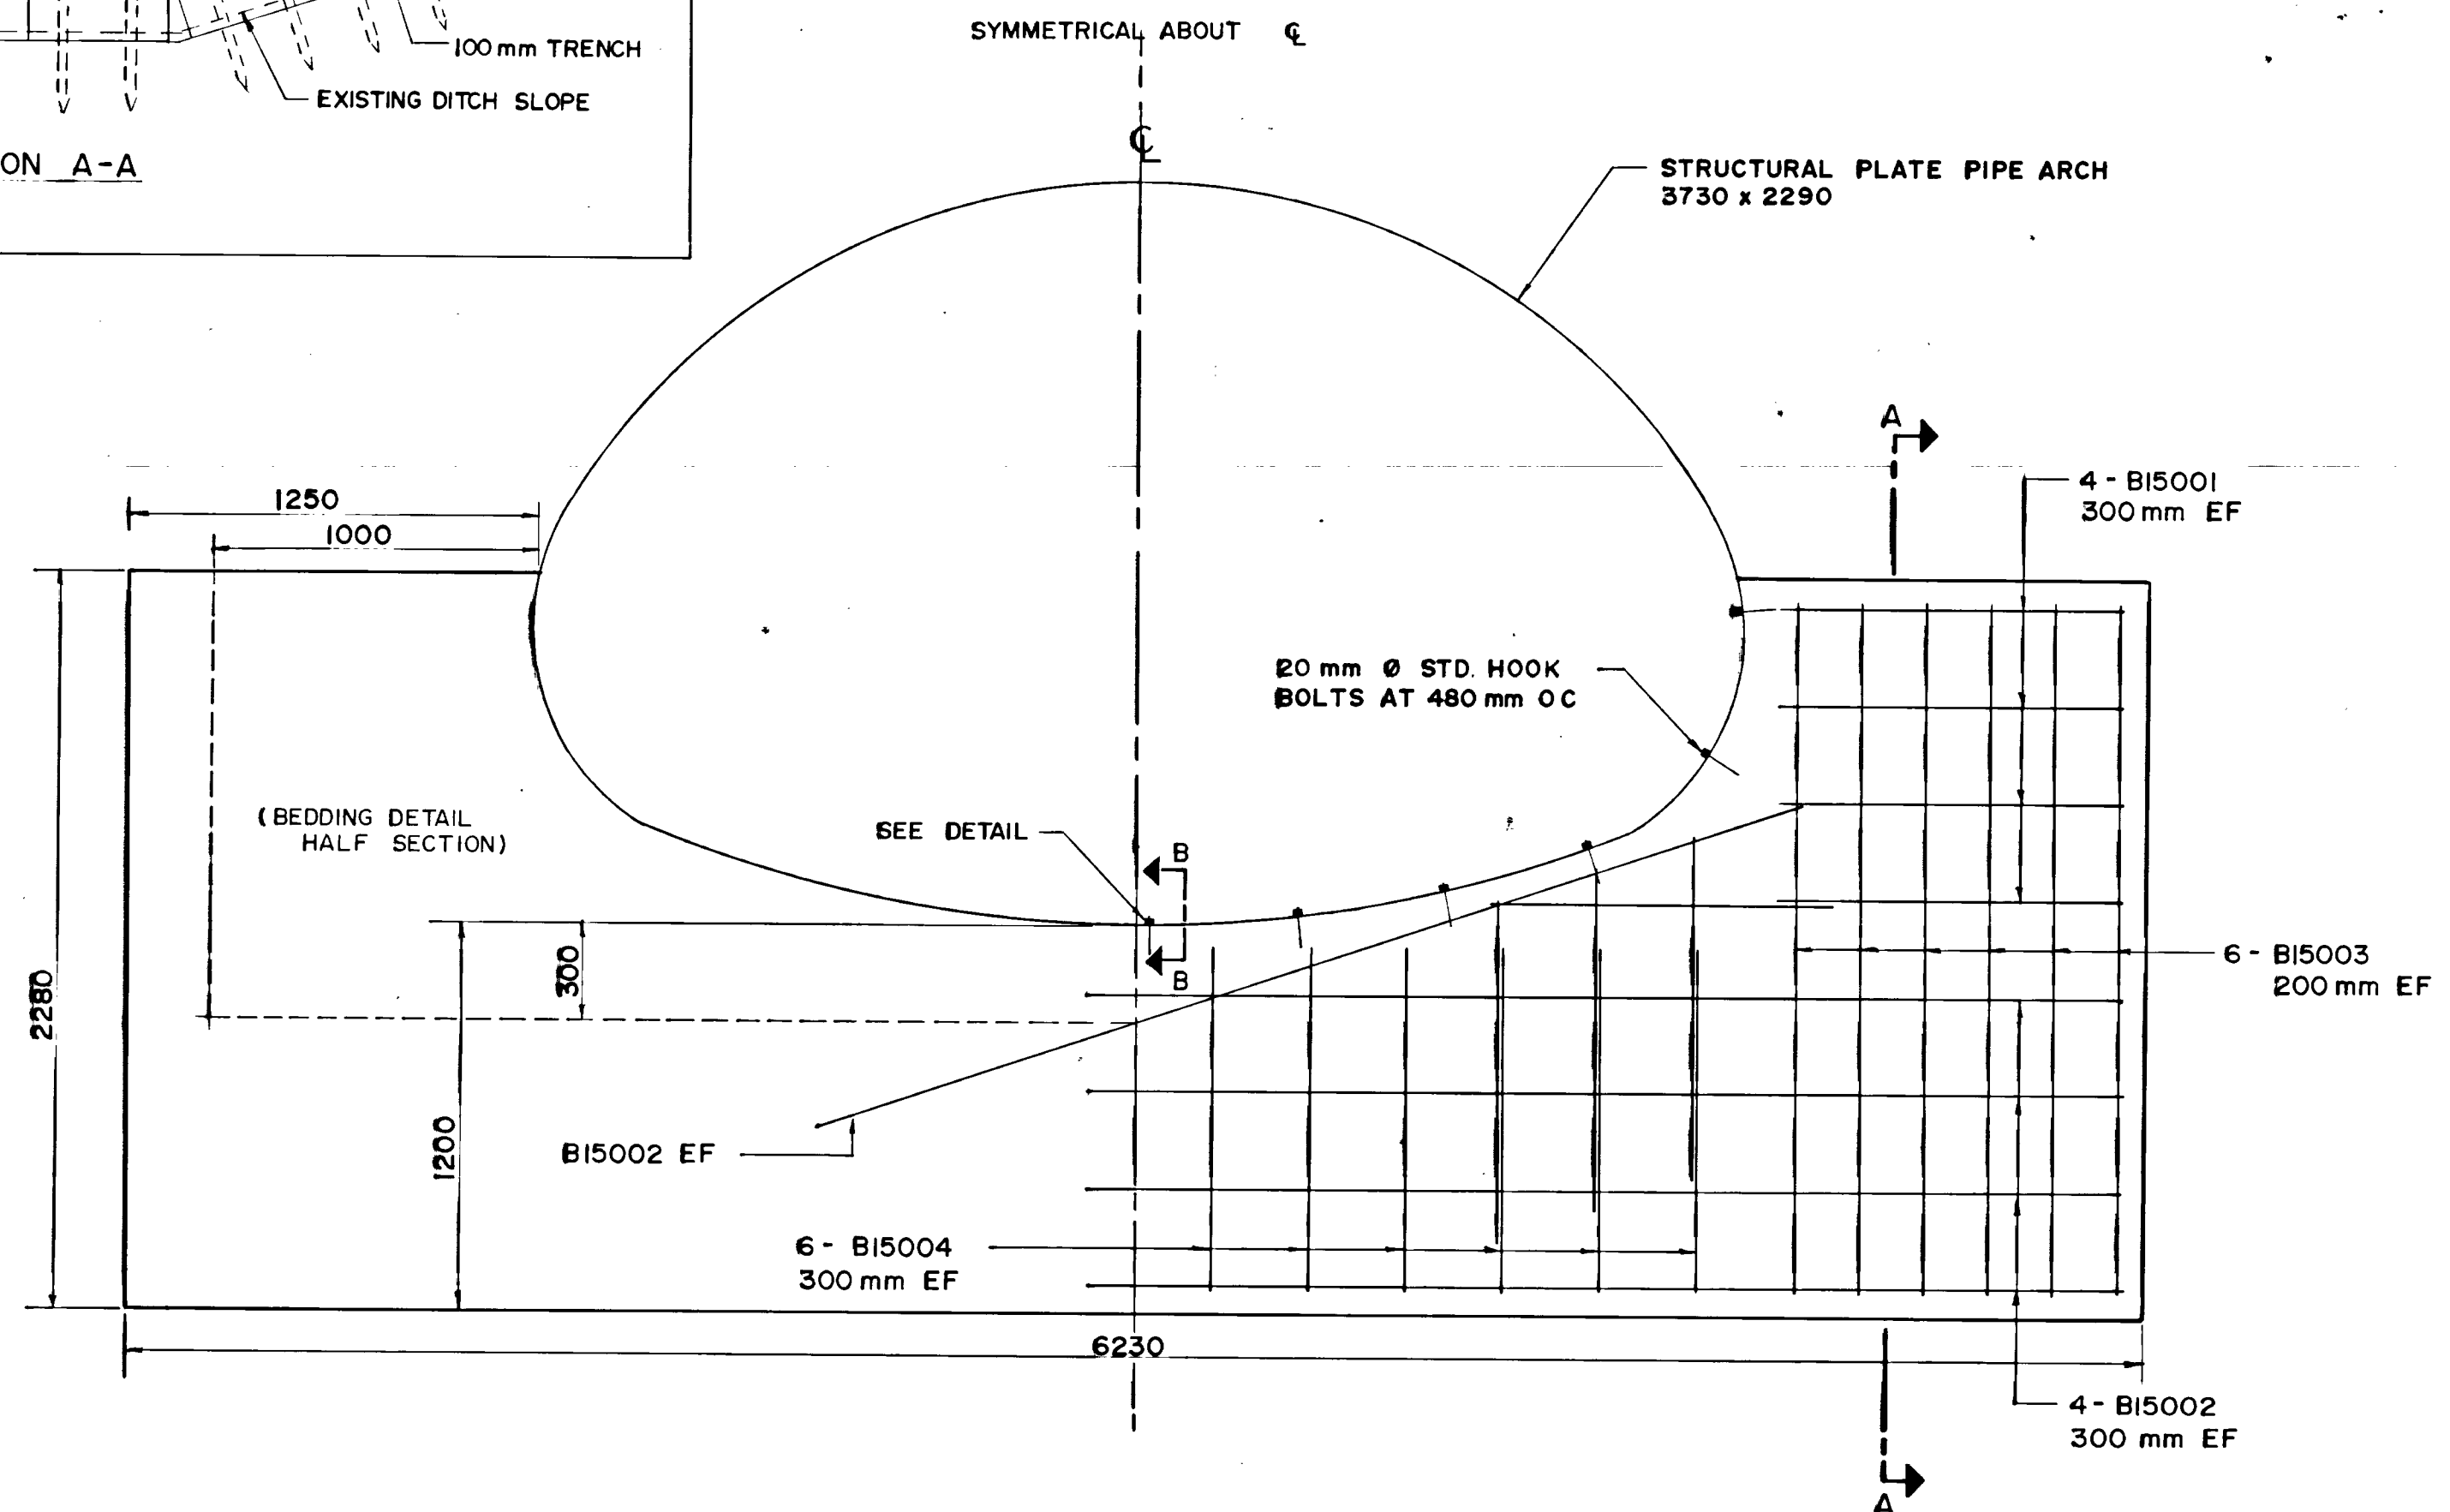 100 mm TRENCH
EXISTING DITCH SLOPE
ON A-A
SYMMETRICAL ABOUT ℄
℄
STRUCTURAL PLATE PIPE ARCH
3730 x 2290
A
4 - B15001
300 mm EF
1250
1000
20 mm Ø STD. HOOK
BOLTS AT 480 mm OC
(BEDDING DETAIL
HALF SECTION)
SEE DETAIL
B
B
300
2280
6 - B15003
200 mm EF
1200
B15002 EF
6 - B15004
300 mm EF
6230
4 - B15002
300 mm EF
A